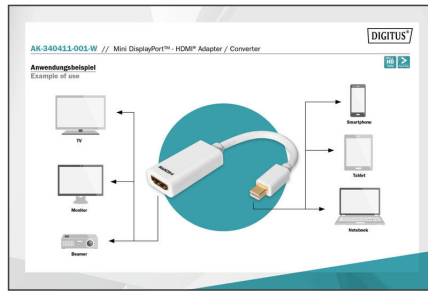 DIGITUS®
AK-340411-001-W // Mini DisplayPort™ - HDMI® Adapter / Converter
Anwendungsbeispiel
Example of use
HD
TV
Monitor
Beamer
Smartphone
Tablet
Notebook